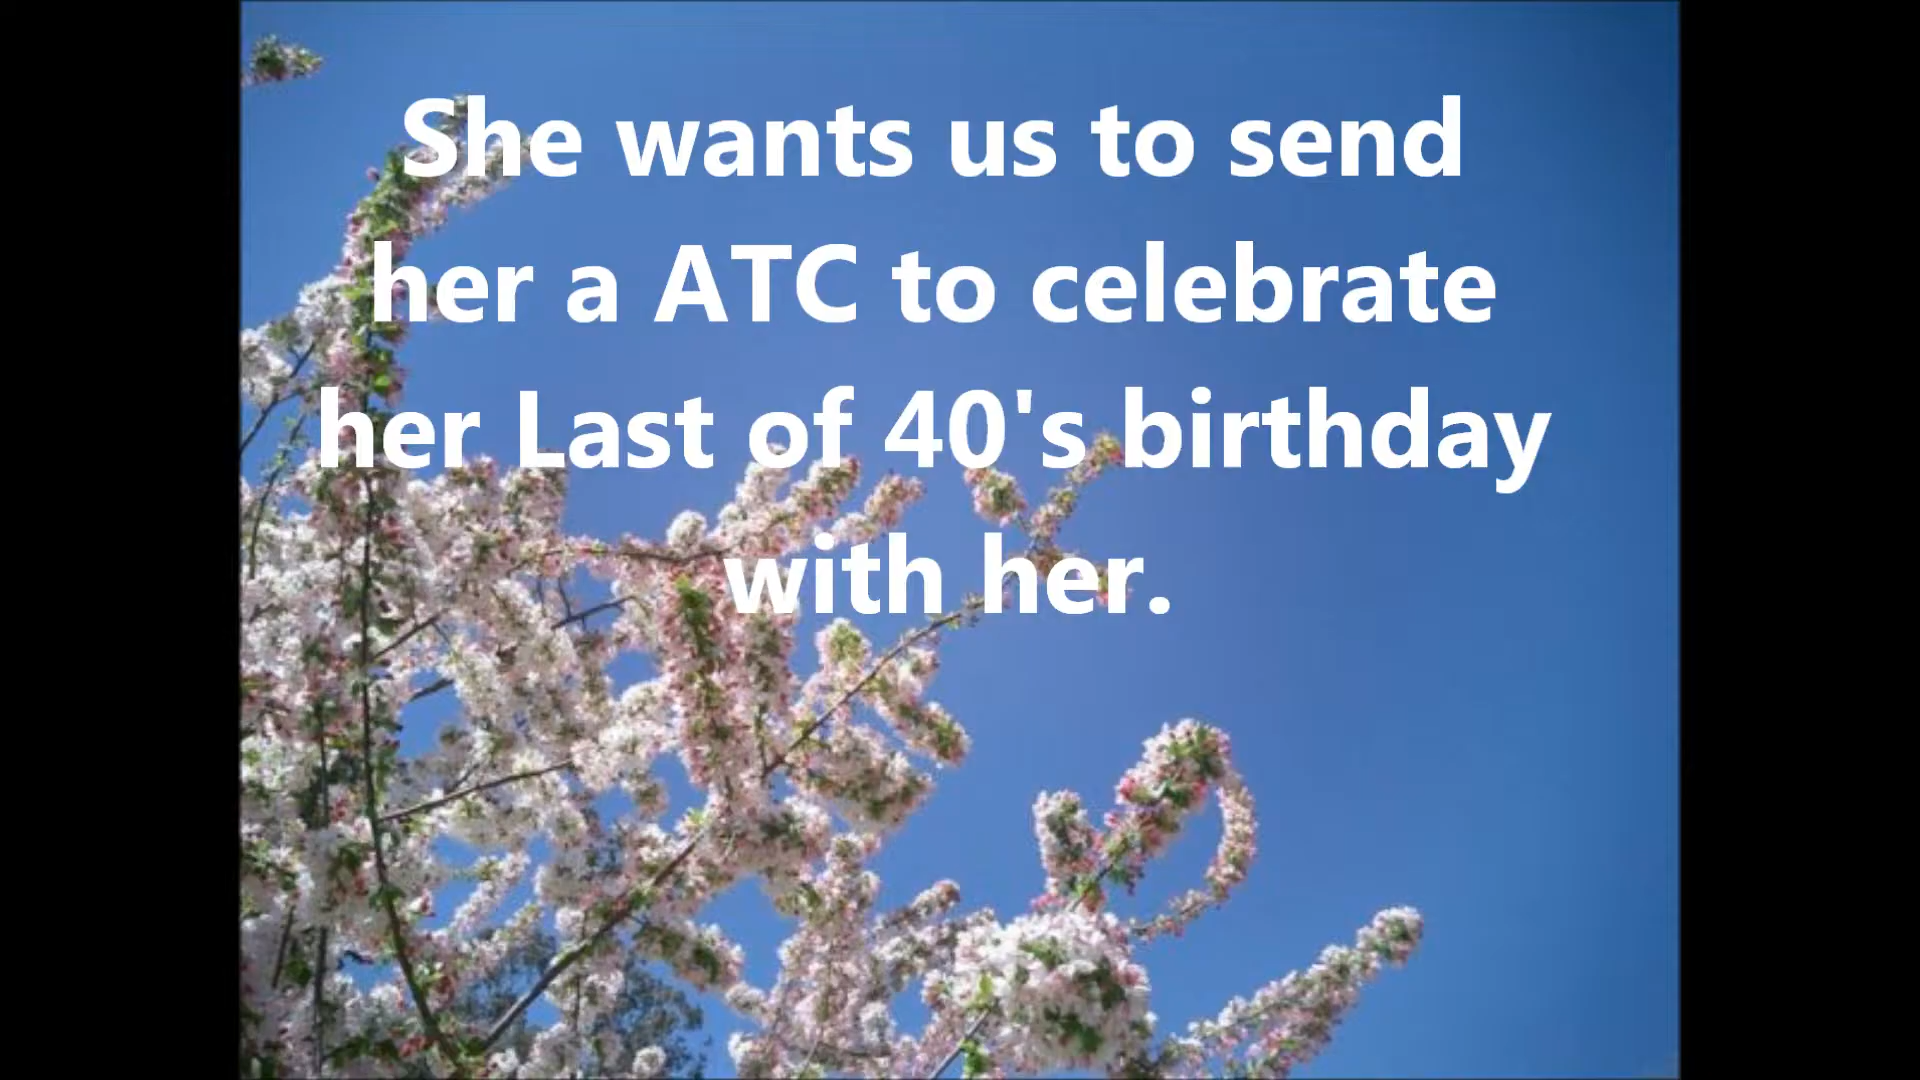 She wants us to send
her a ATC to celebrate
her Last of 40's birthday
with her.